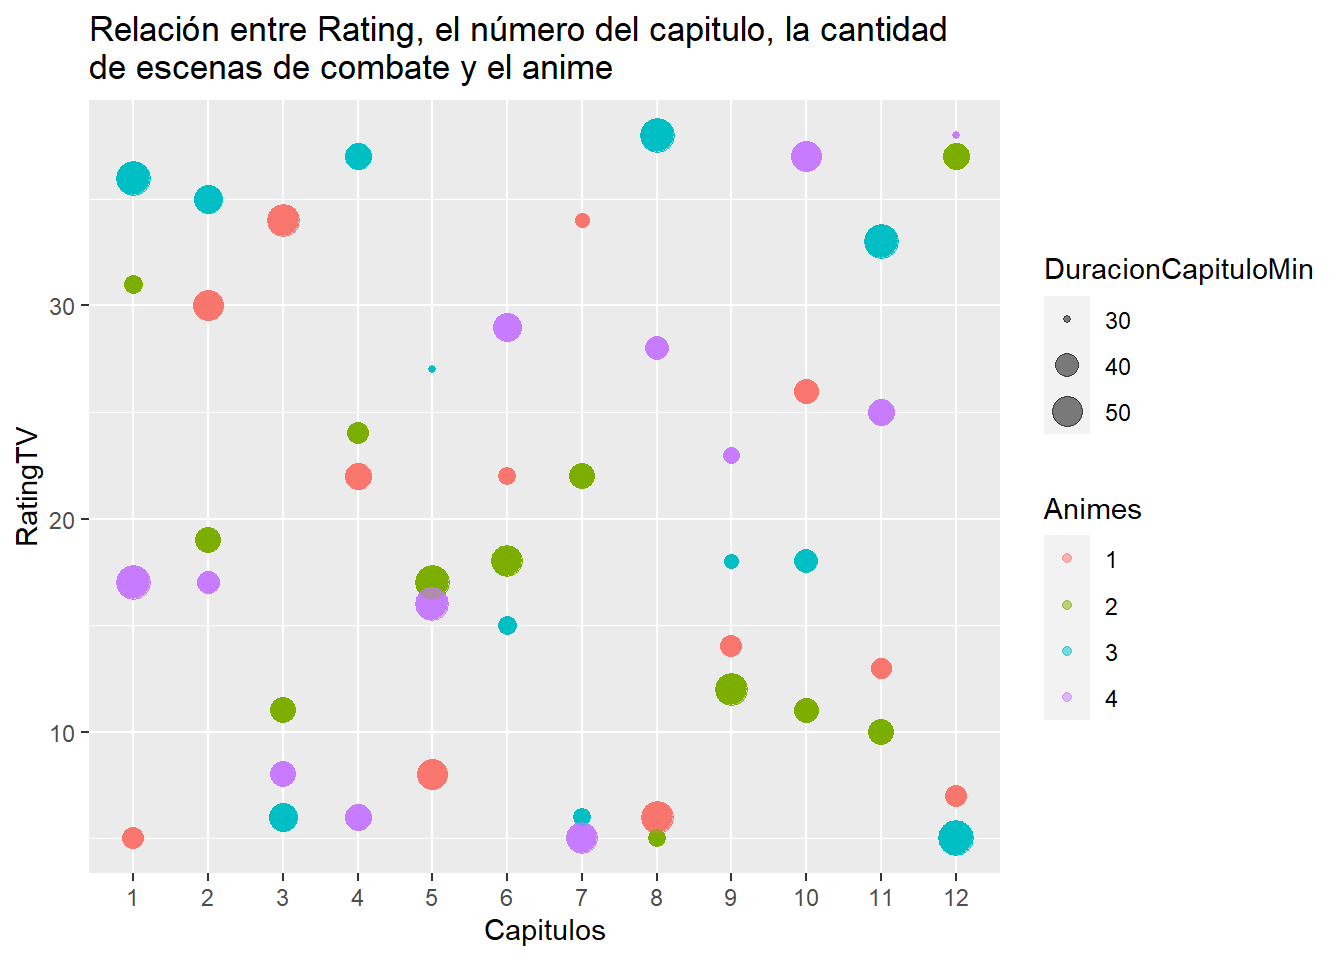 Relación entre Rating, el número del capitulo, la cantidad
de escenas de combate y el anime
RatingTV
30
20
10
1 2 3 4 5 6 7 8 9 10 11 12
Capitulos
DuracionCapituloMin
30
40
50
Animes
1
2
3
4